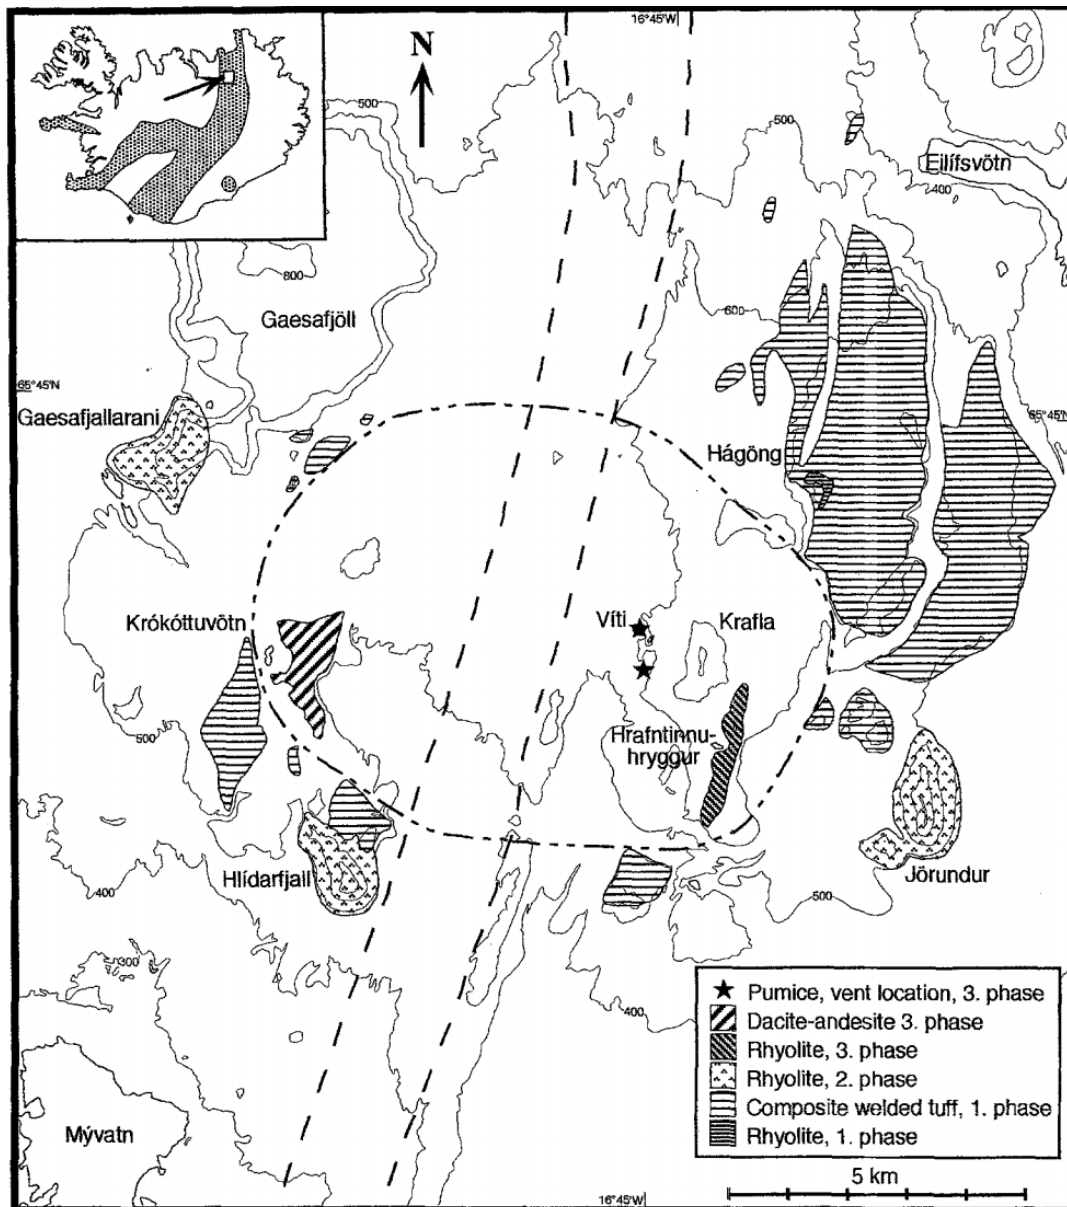 16°45'W
N
500
500
Eilífsvötn
400
800
Gaesafjöll
600
65°45'N
Gaesafjallarani
65°45'N
Hágöng
Krókóttuvötn
Víti
Krafla
500
Hrafntinnu-
hryggur
Hlídarfjall
Jörundur
400
500
300
400
Mývatn
Pumice, vent location, 3. phase
Dacite-andesite 3. phase
Rhyolite, 3. phase
Rhyolite, 2. phase
Composite welded tuff, 1. phase
Rhyolite, 1. phase
5 km
16°45'W